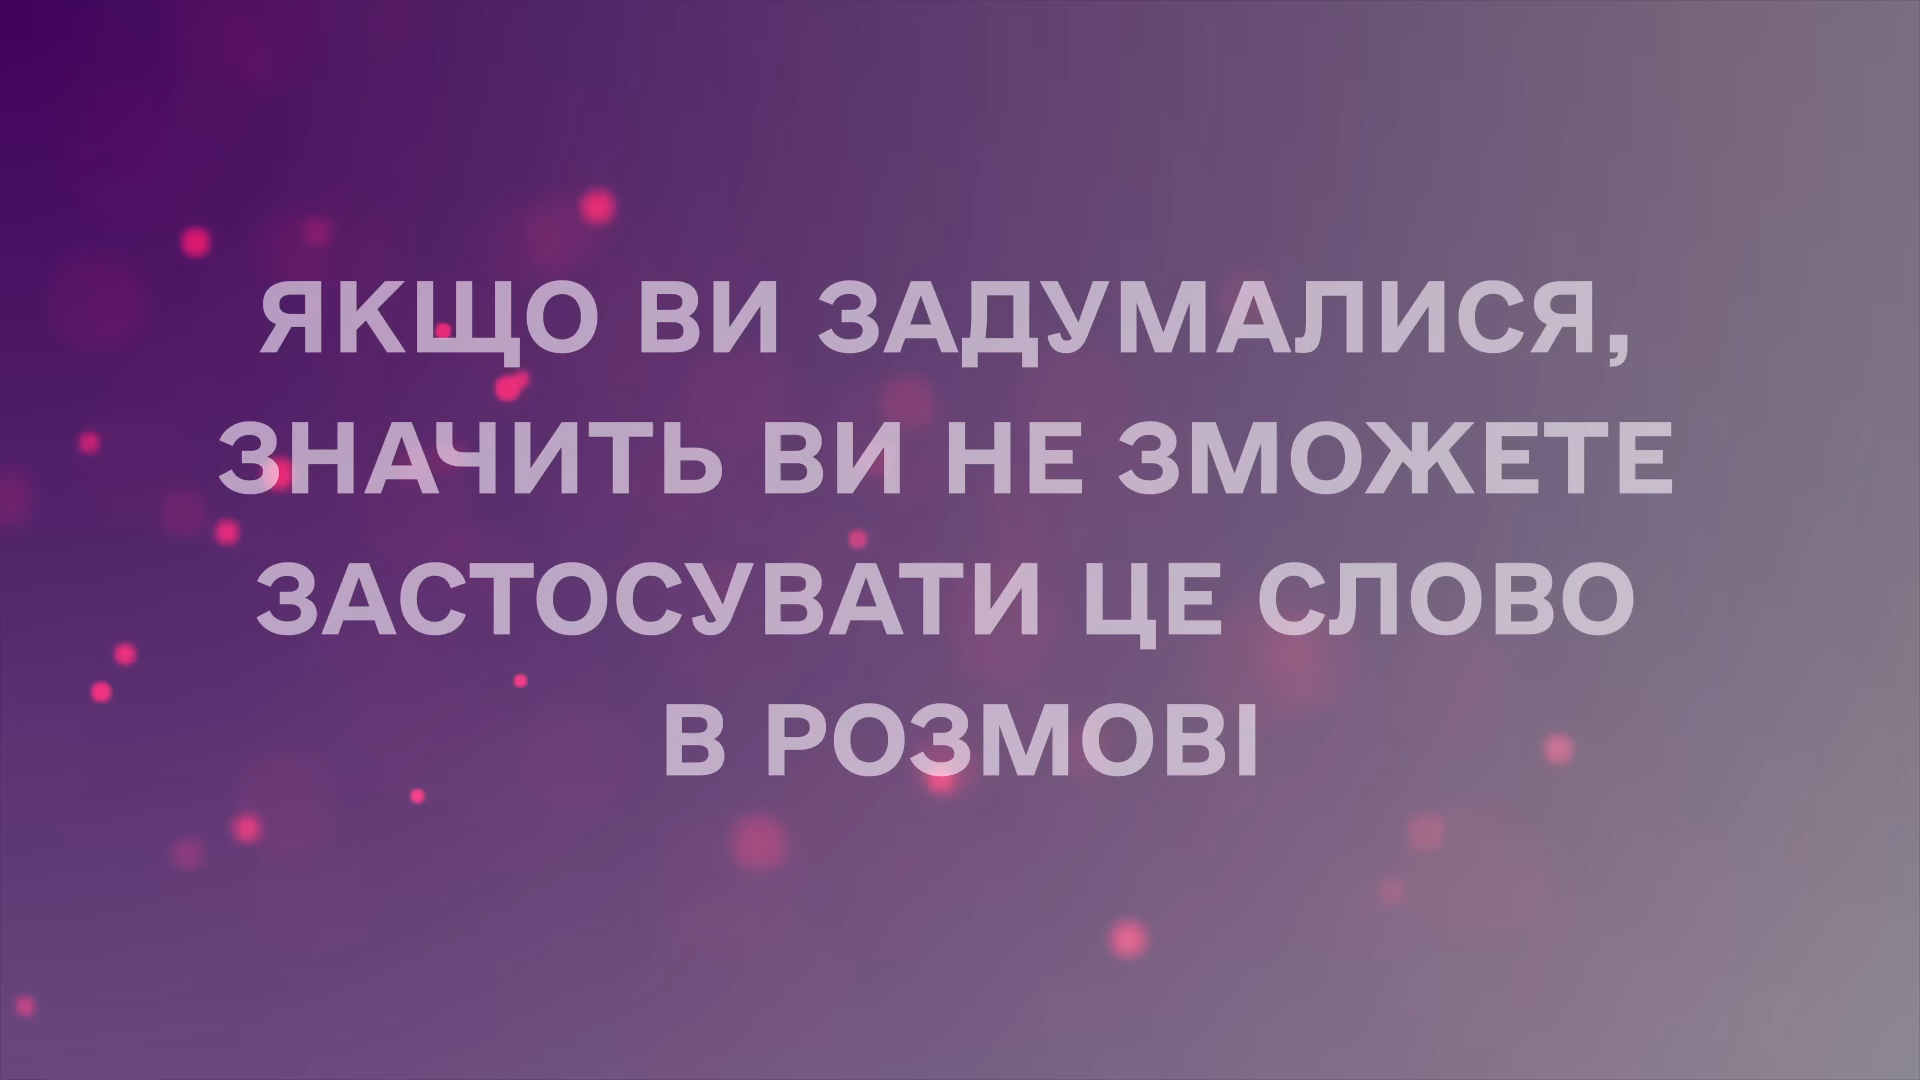 ЯКЩО ВИ ЗАДУМАЛИСЯ,
ЗНАЧИТЬ ВИ НЕ ЗМОЖЕТЕ
ЗАСТОСУВАТИ ЦЕ СЛОВО
В РОЗМОВІ